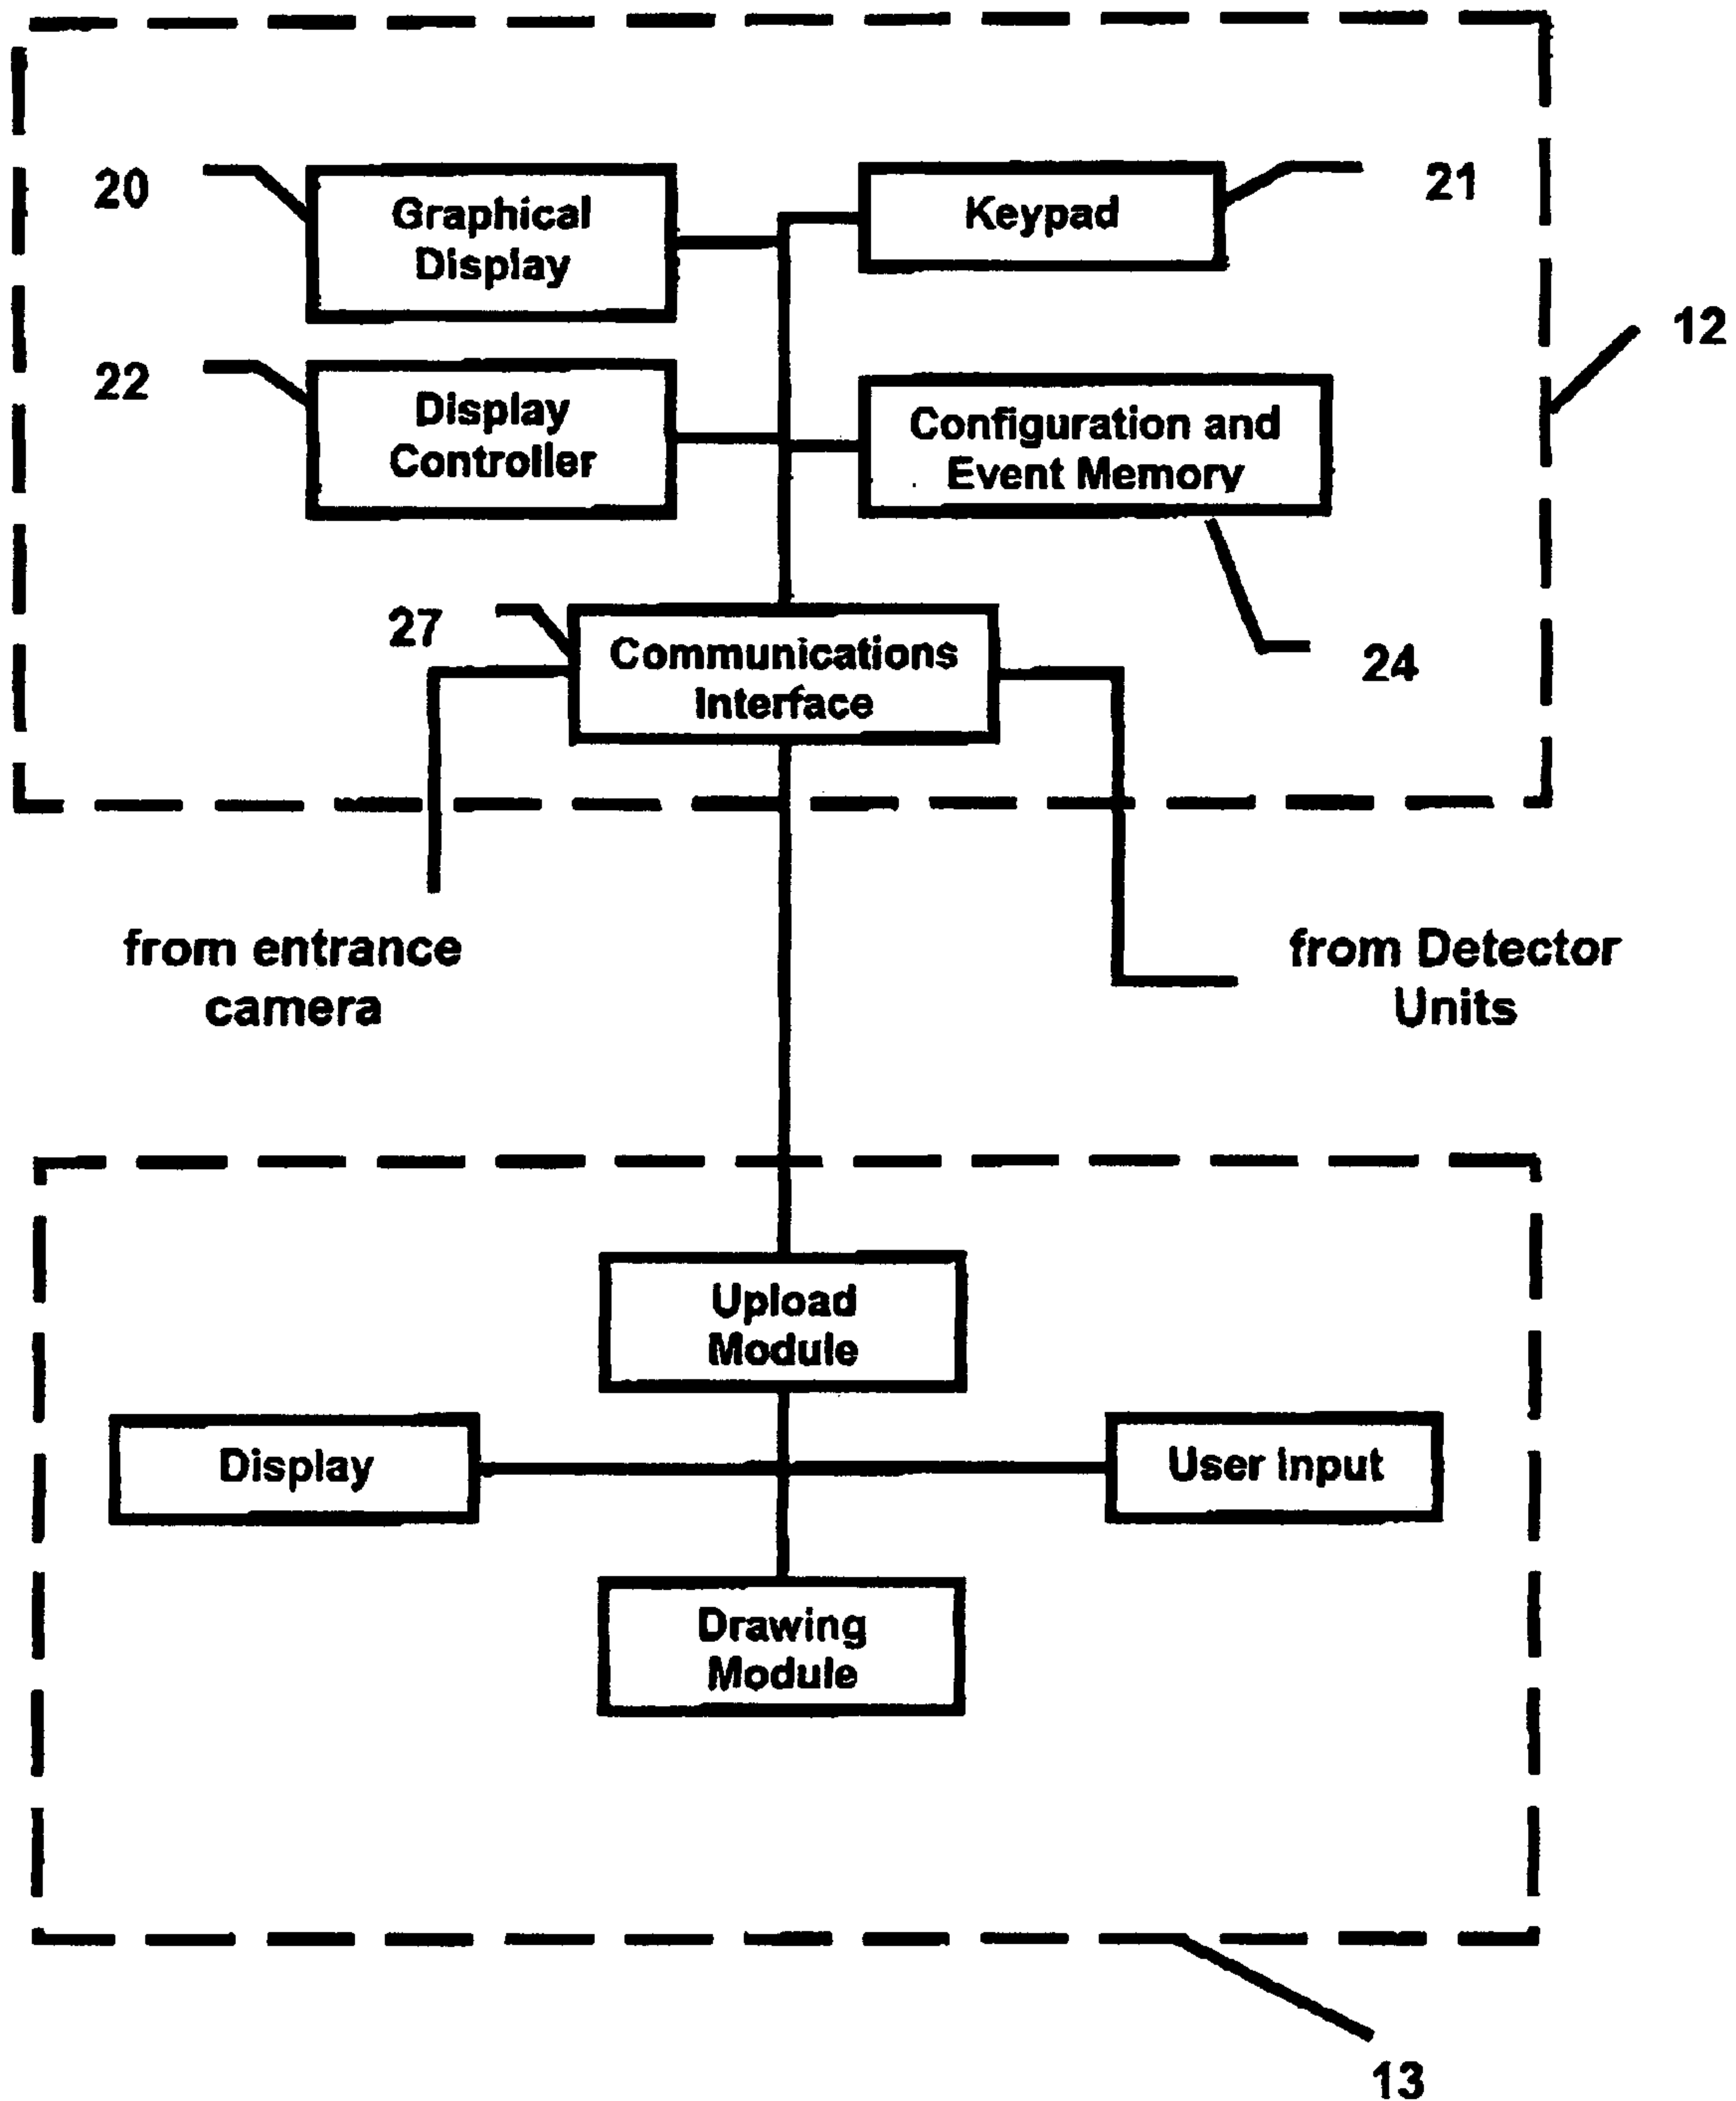 20
Graphical
Display
Keypad
21
12
22
Display
Controller
Configuration and
Event Memory
27
Communications
Interface
24
from entrance
camera
from Detector
Units
Upload
Module
Display
User Input
Drawing
Module
13